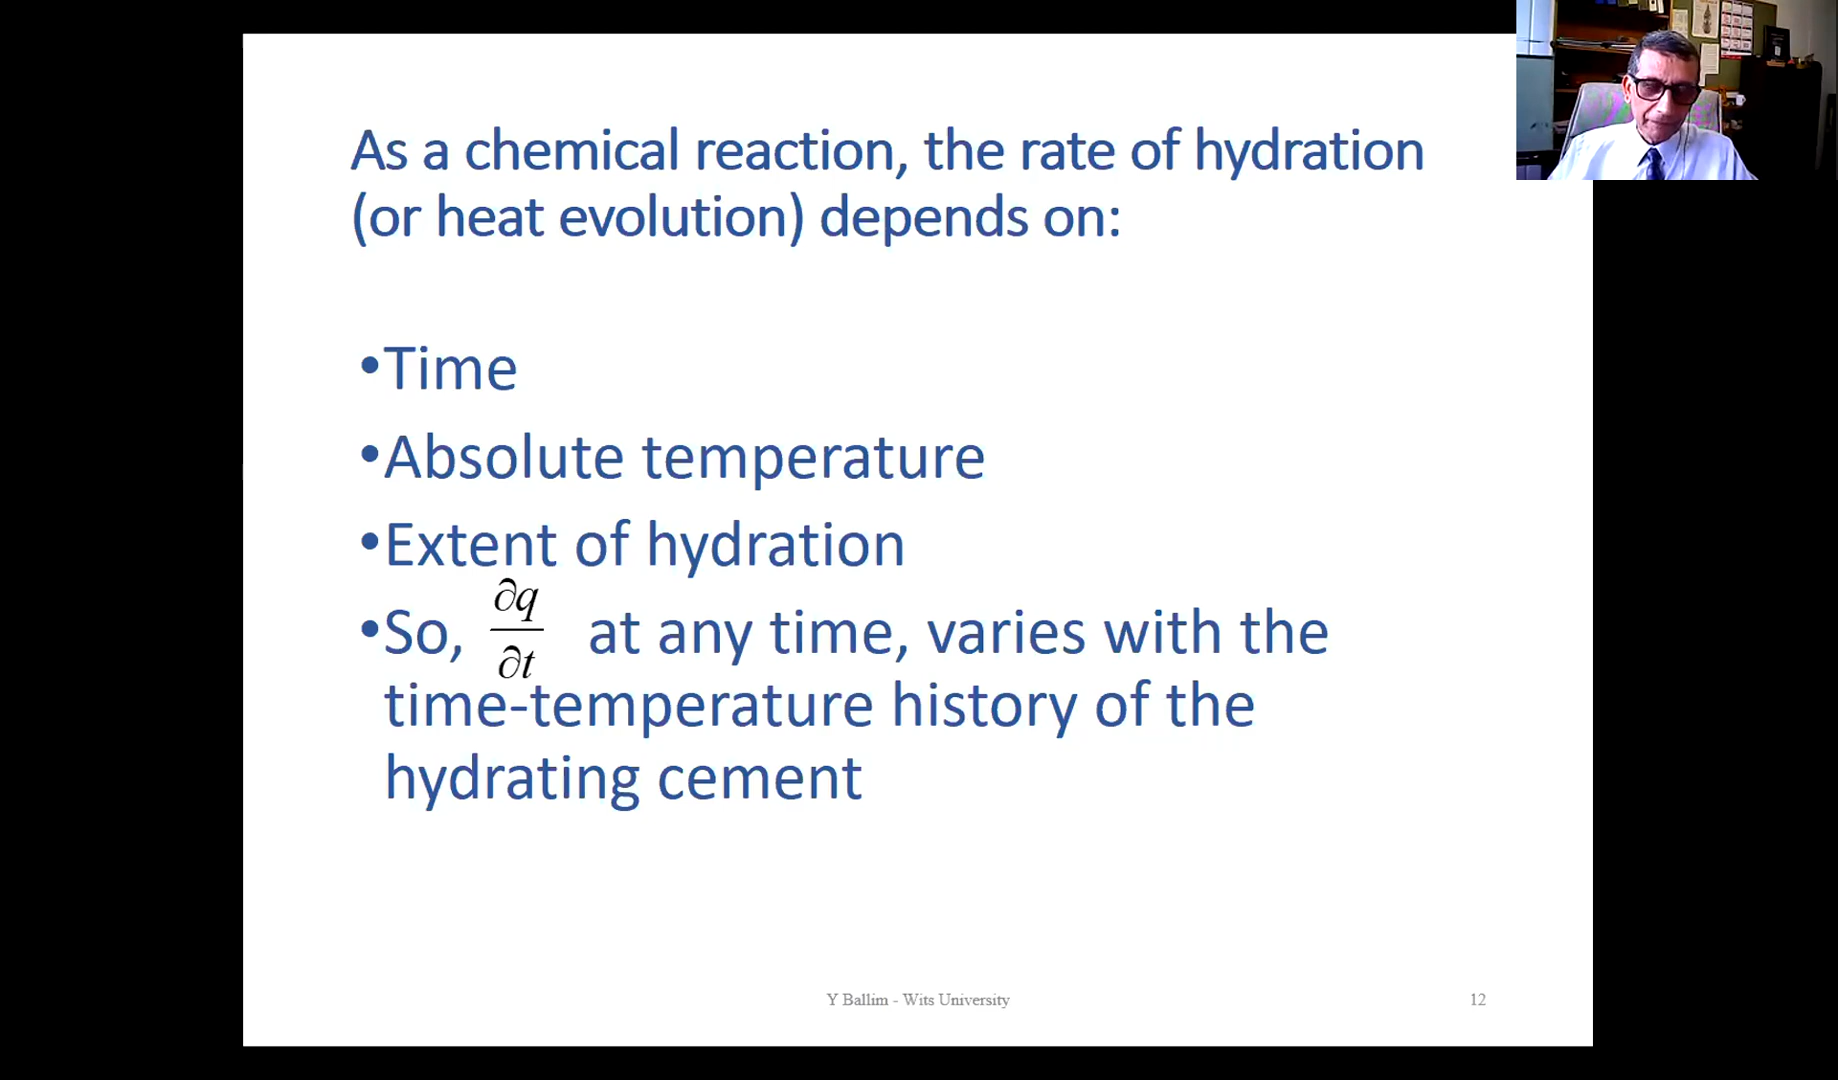 As a chemical reaction, the rate of hydration
(or heat evolution) depends on:
•Time
•Absolute temperature
•Extent of hydration
•So, ∂q/∂t at any time, varies with the
time-temperature history of the
hydrating cement
Y Ballim - Wits University
12